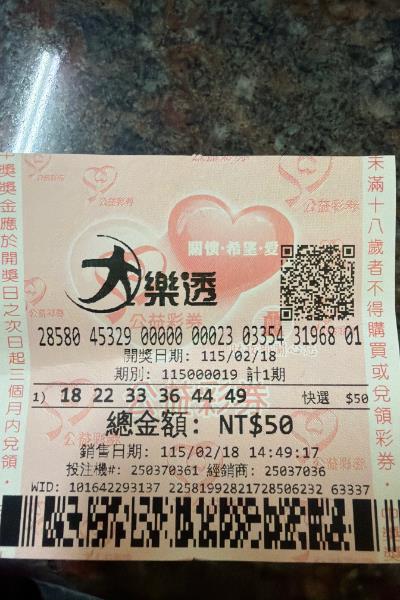 關懷·希望·愛
大樂透
公益彩券
28580 45329 00000 00023 03354 31968 01
開獎日期: 115/02/18
期別: 115000019 計1期
1) 18 22 33 36 44 49 快選 $50
總金額: NT$50
銷售日期: 115/02/18 14:49:17
投注機#: 250370361 經銷商: 25037036
WID: 101642293137 22581992821728506232 63337
獎金應於開獎日之次日起三個月內兌領·
未滿十八歲者不得購買或兌領彩券·